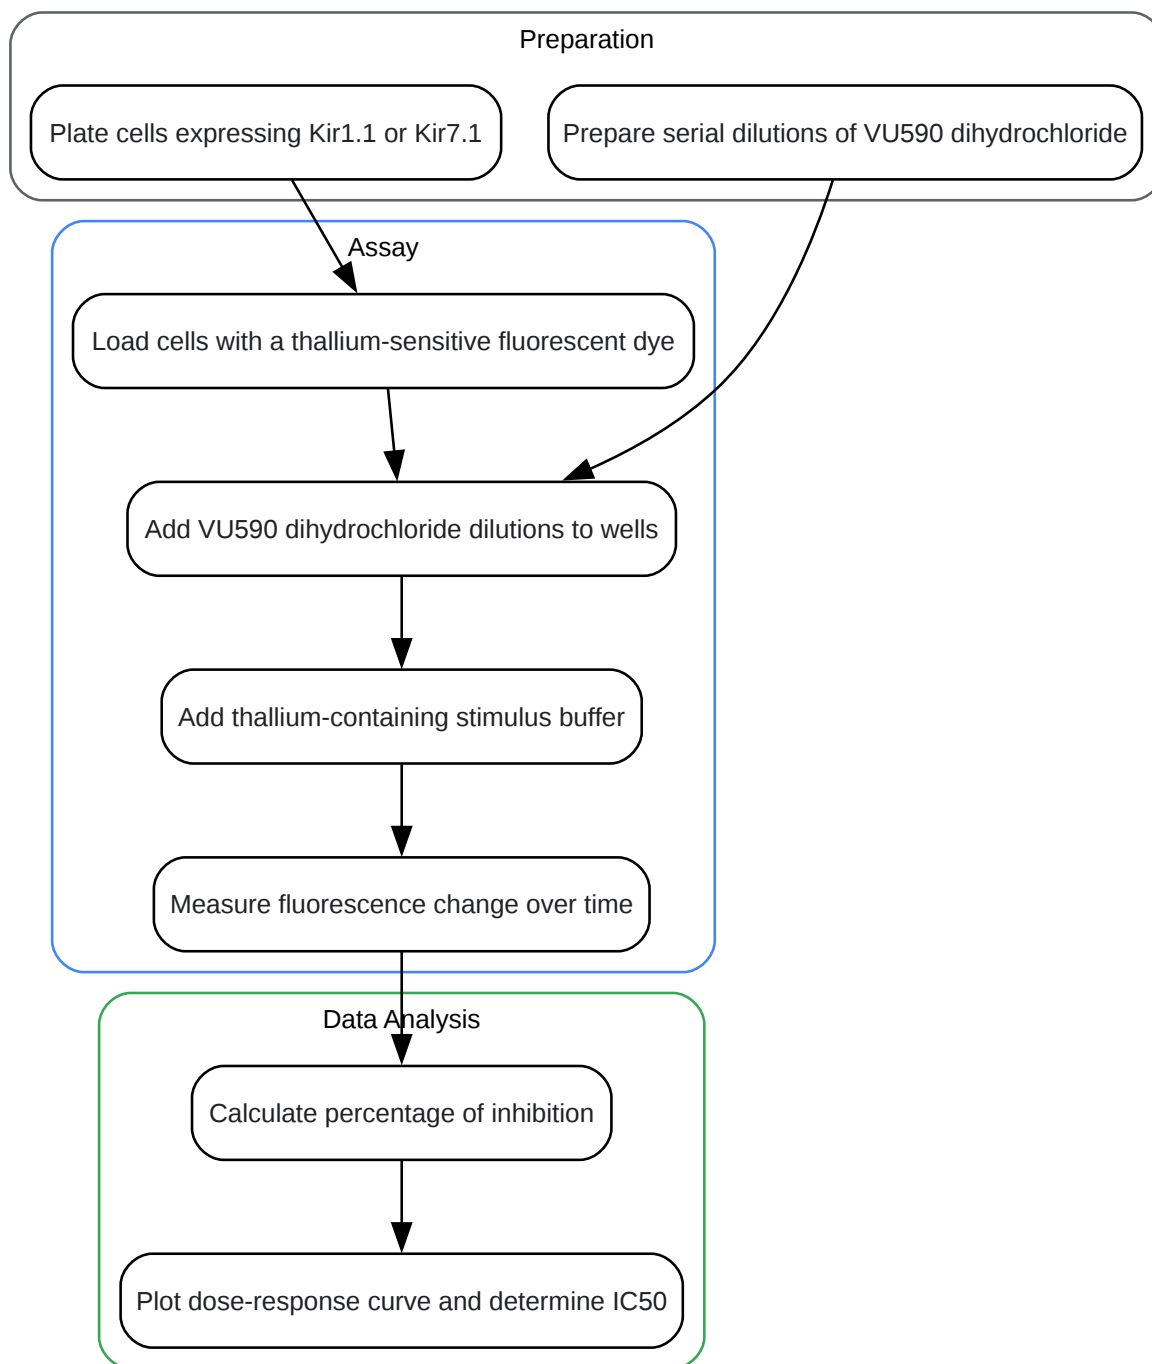 Preparation
Plate cells expressing Kir1.1 or Kir7.1
Prepare serial dilutions of VU590 dihydrochloride
Assay
Load cells with a thallium-sensitive fluorescent dye
Add VU590 dihydrochloride dilutions to wells
Add thallium-containing stimulus buffer
Measure fluorescence change over time
Data Analysis
Calculate percentage of inhibition
Plot dose-response curve and determine IC50